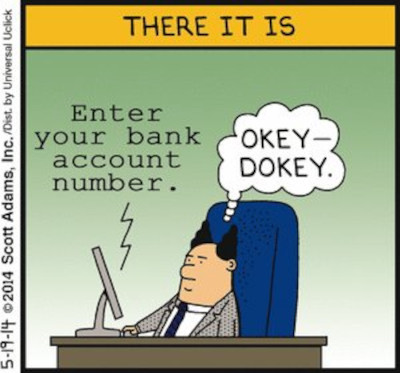 THERE IT IS
Enter
your bank
account
number.
OKEY—
DOKEY.
5-19-14 ©2014 Scott Adams, Inc. /Dist. by Universal Uclick